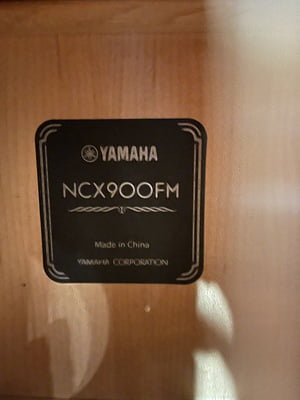 YAMAHA
NCX900FM
Made in China
YAMAHA CORPORATION